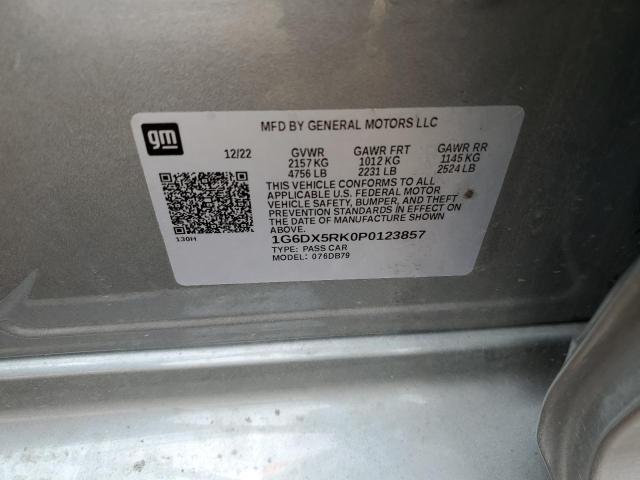 gm
MFD BY GENERAL MOTORS LLC
12/22 GVWR GAWR FRT GAWR RR
2157 KG 1012 KG 1145 KG
4756 LB 2231 LB 2524 LB
THIS VEHICLE CONFORMS TO ALL
APPLICABLE U.S. FEDERAL MOTOR
VEHICLE SAFETY, BUMPER, AND THEFT
PREVENTION STANDARDS IN EFFECT ON
THE DATE OF MANUFACTURE SHOWN
ABOVE.
130H
1G6DX5RK0P0123857
TYPE: PASS CAR
MODEL: 076DB79